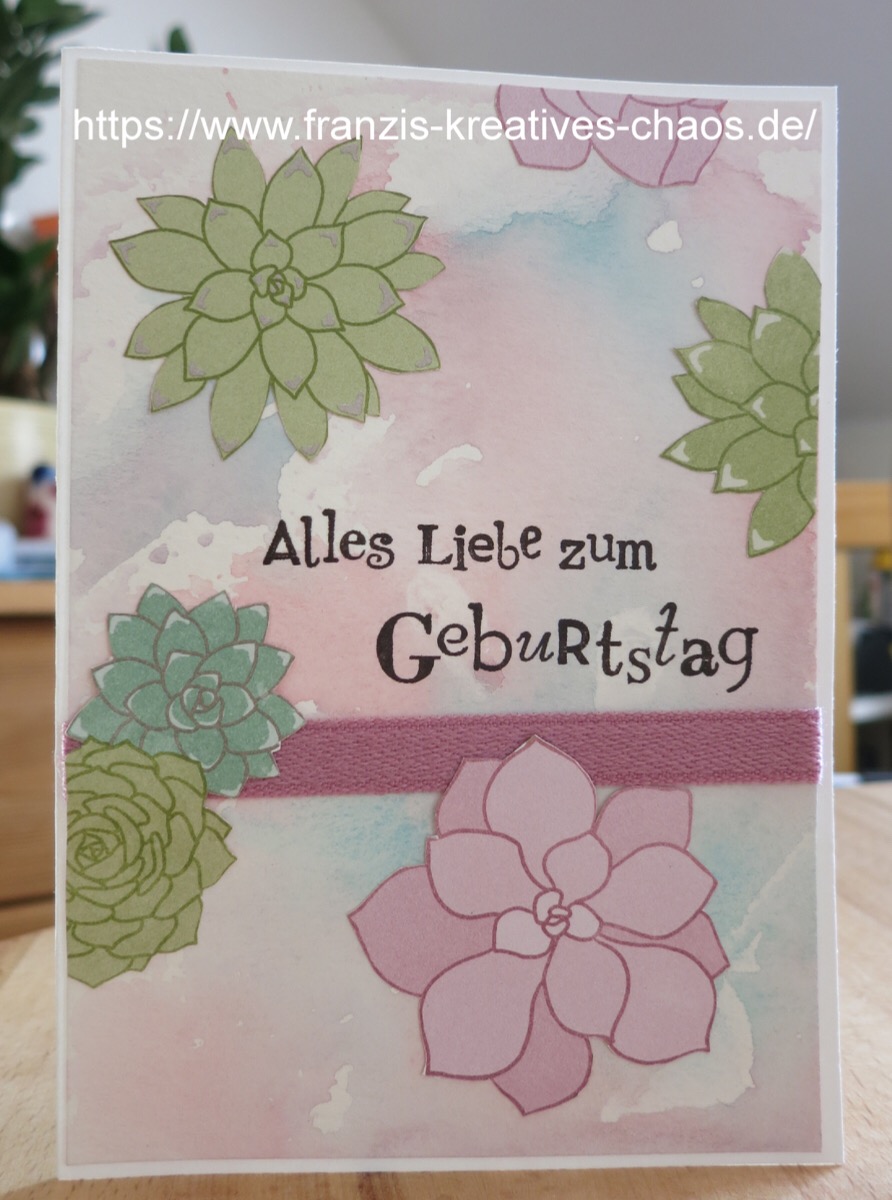 https://www.franzis-kreatives-chaos.de/
Alles Liebe zum
Geburtstag